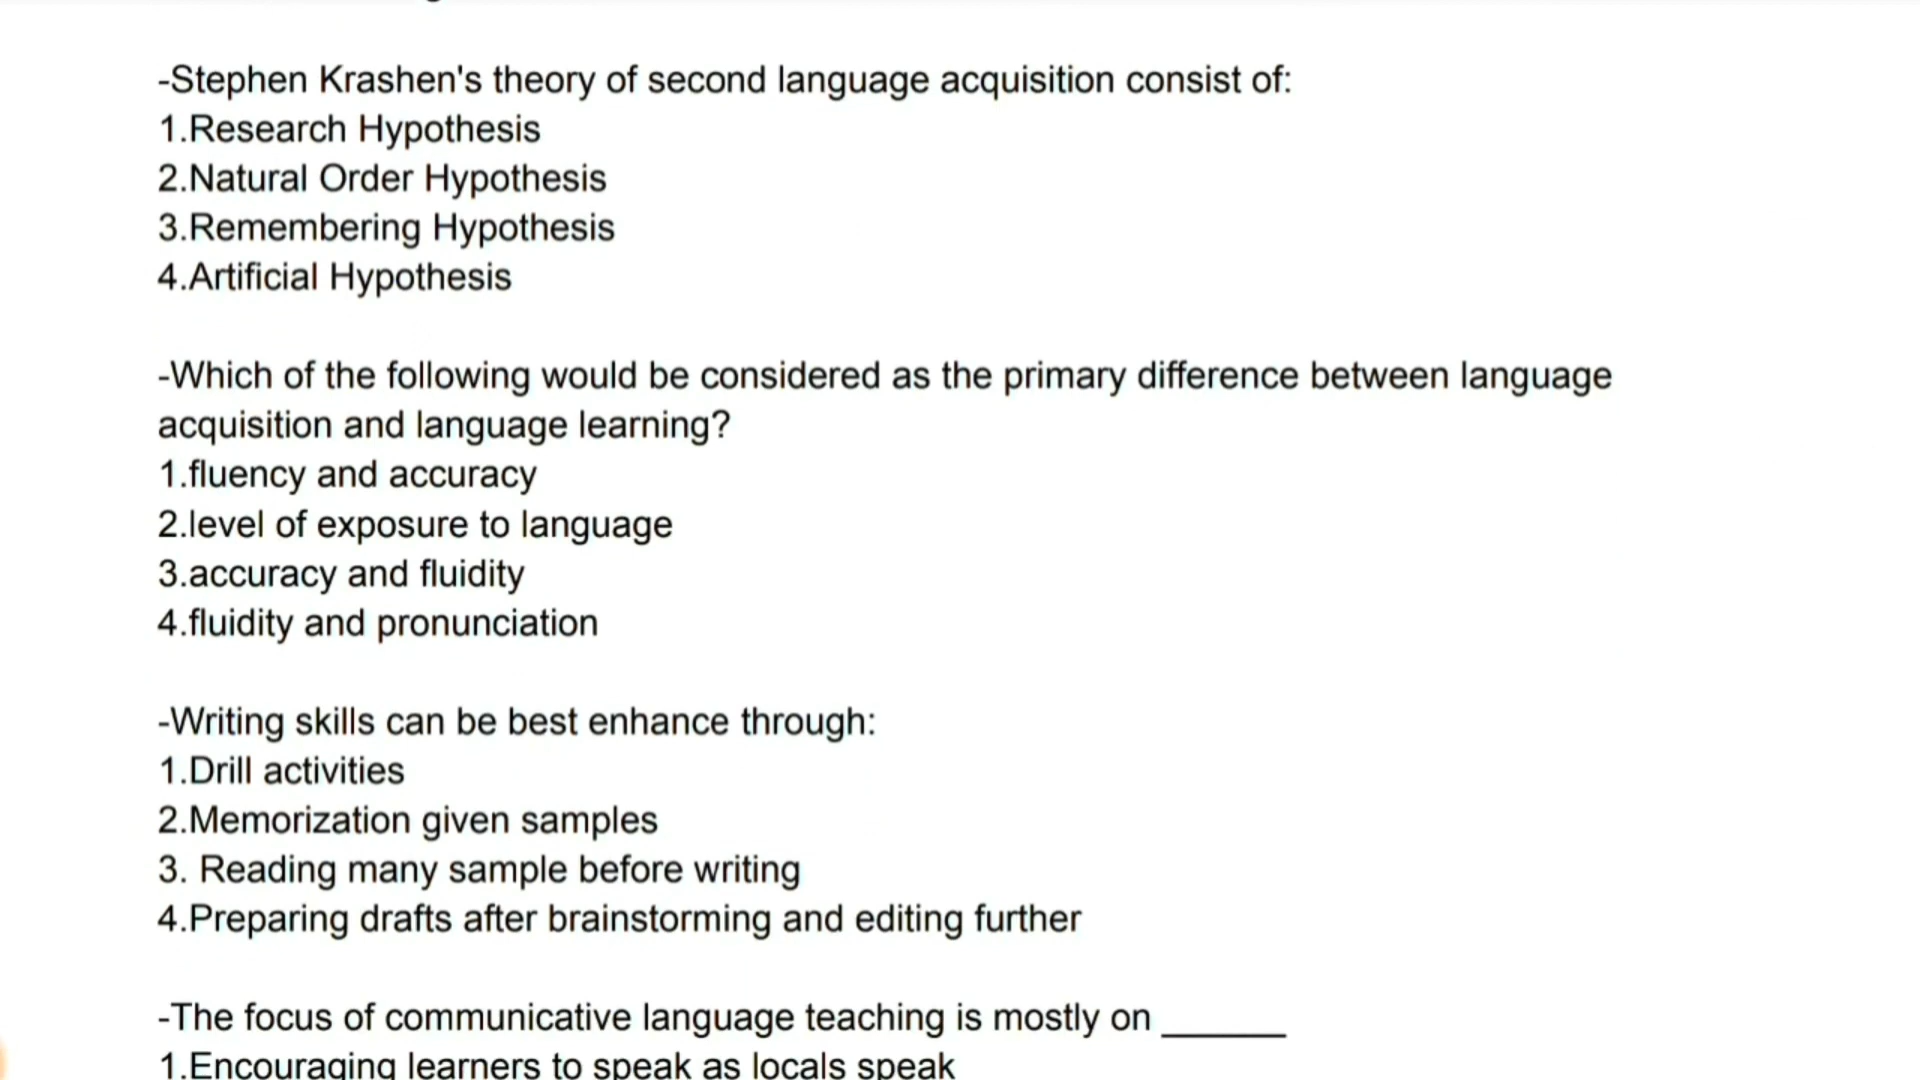 -Stephen Krashen's theory of second language acquisition consist of:
1.Research Hypothesis
2.Natural Order Hypothesis
3.Remembering Hypothesis
4.Artificial Hypothesis
-Which of the following would be considered as the primary difference between language
acquisition and language learning?
1.fluency and accuracy
2.level of exposure to language
3.accuracy and fluidity
4.fluidity and pronunciation
-Writing skills can be best enhance through:
1.Drill activities
2.Memorization given samples
3. Reading many sample before writing
4.Preparing drafts after brainstorming and editing further
-The focus of communicative language teaching is mostly on ______
1.Encouraging learners to speak as locals speak